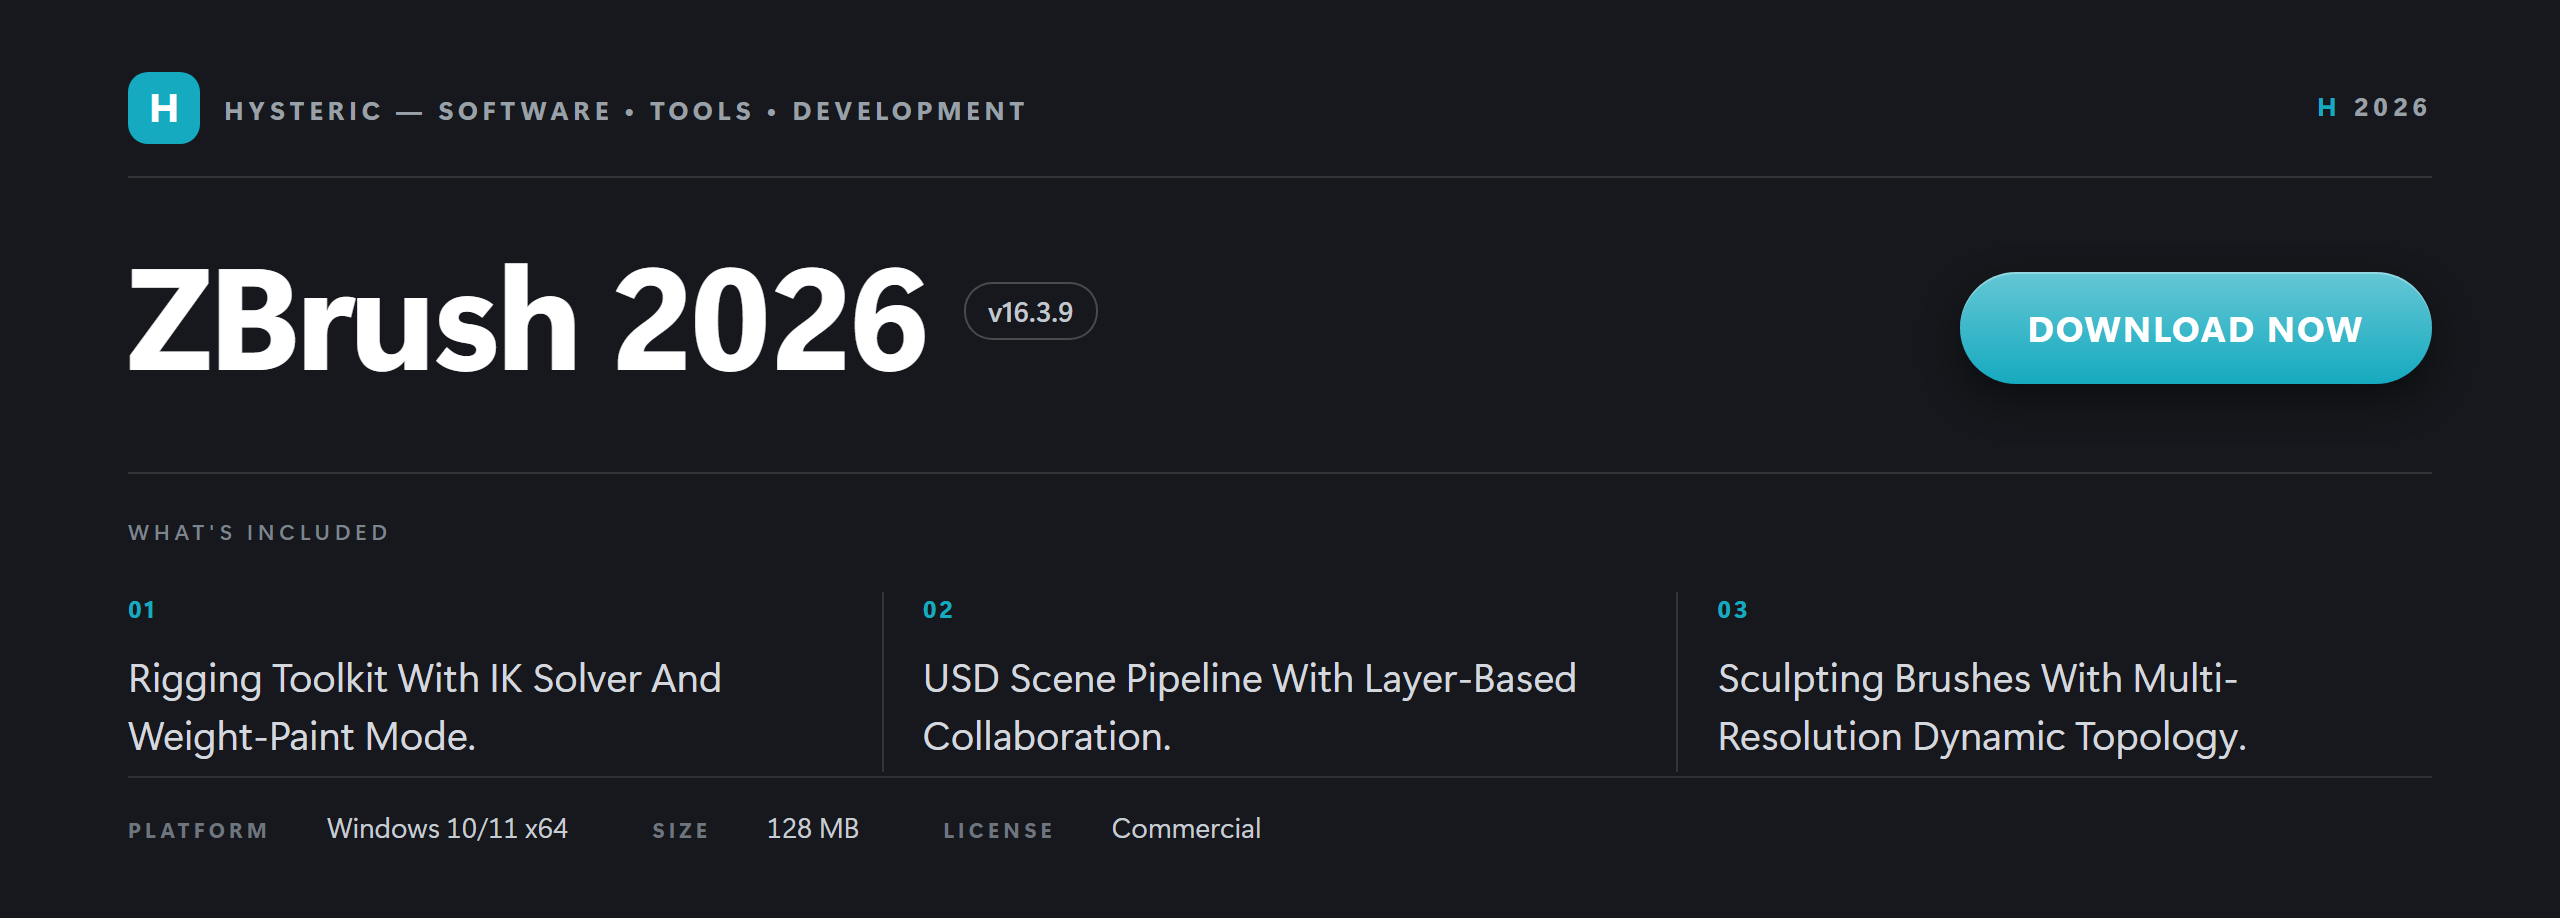 H HYSTERIC — SOFTWARE • TOOLS • DEVELOPMENT
H 2026
ZBrush 2026
v16.3.9
DOWNLOAD NOW
WHAT'S INCLUDED
01
Rigging Toolkit With IK Solver And
Weight-Paint Mode.
02
USD Scene Pipeline With Layer-Based
Collaboration.
03
Sculpting Brushes With Multi-
Resolution Dynamic Topology.
PLATFORM Windows 10/11 x64 SIZE 128 MB LICENSE Commercial